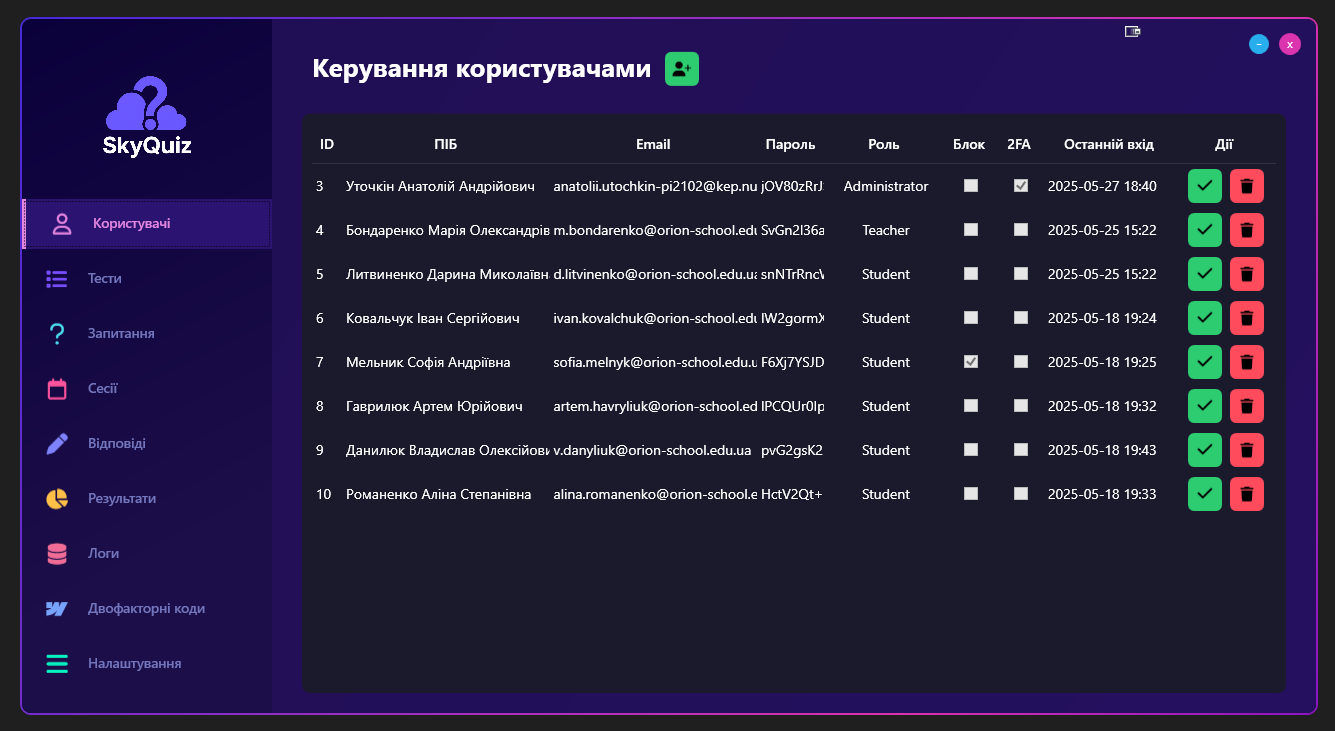 SkyQuiz
Користувачі
Тести
Запитання
Сесії
Відповіді
Результати
Логи
Двофакторні коди
Налаштування
Керування користувачами
ID ПІБ Email Пароль Роль Блок 2FA Останній вхід Дії
3 Уточкін Анатолій Андрійович anatolii.utochkin-pi2102@kep.nu jOV80zRrJ Administrator 2025-05-27 18:40
4 Бондаренко Марія Олександрів m.bondarenko@orion-school.edu SvGn2l36a Teacher 2025-05-25 15:22
5 Литвиненко Дарина Миколаївн d.litvinenko@orion-school.edu.ua snNTrRncW Student 2025-05-25 15:22
6 Ковальчук Іван Сергійович ivan.kovalchuk@orion-school.edu IW2gormX Student 2025-05-18 19:24
7 Мельник Софія Андріївна sofia.melnyk@orion-school.edu.u F6Xj7YSJD Student 2025-05-18 19:25
8 Гаврилюк Артем Юрійович artem.havryliuk@orion-school.ed IPCQUr0Ip Student 2025-05-18 19:32
9 Данилюк Владислав Олексійови v.danyliuk@orion-school.edu.ua pvG2gsK2 Student 2025-05-18 19:43
10 Романенко Аліна Степанівна alina.romanenko@orion-school.e HctV2Qt+ Student 2025-05-18 19:33